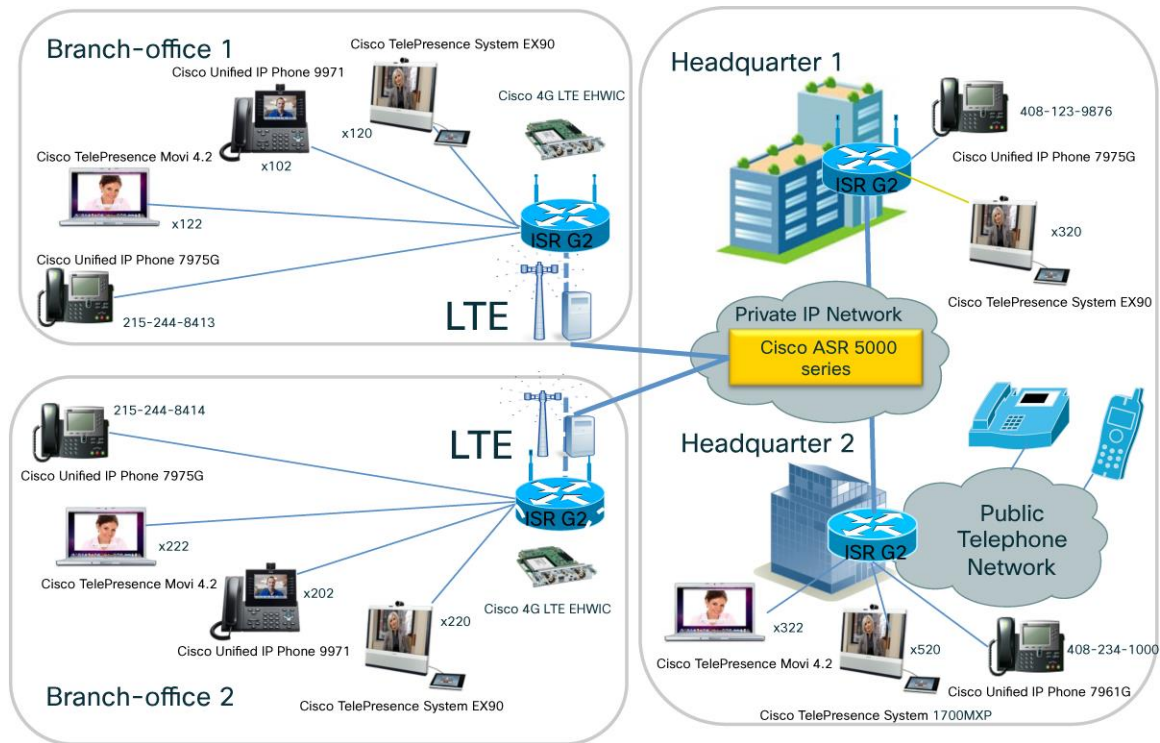 Branch-office 1
Cisco TelePresence System EX90
Cisco Unified IP Phone 9971
Cisco 4G LTE EHWIC
x120
x102
Cisco TelePresence Movi 4.2
x122
ISR G2
Cisco Unified IP Phone 7975G
215-244-8413
LTE
Headquarter 1
408-123-9876
Cisco Unified IP Phone 7975G
ISR G2
x320
Cisco TelePresence System EX90
Private IP Network
Cisco ASR 5000
series
215-244-8414
LTE
Cisco Unified IP Phone 7975G
ISR G2
x222
Cisco TelePresence Movi 4.2
x202
Cisco 4G LTE EHWIC
x220
Cisco Unified IP Phone 9971
Cisco TelePresence System EX90
Branch-office 2
Headquarter 2
Public
Telephone
Network
ISR G2
x322
x520
408-234-1000
Cisco TelePresence Movi 4.2
Cisco Unified IP Phone 7961G
Cisco TelePresence System 1700MXP